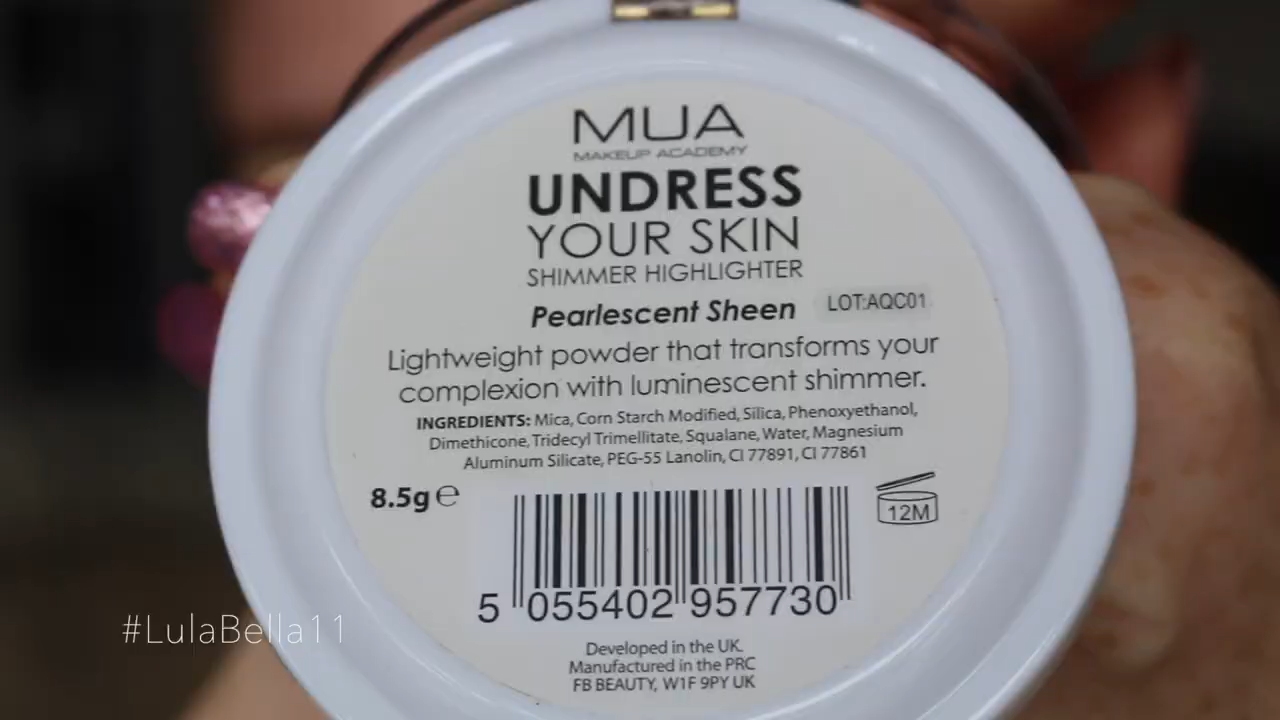 MUA
MAKEUP ACADEMY
UNDRESS
YOUR SKIN
SHIMMER HIGHLIGHTER
Pearlescent Sheen
LOT:AQC01
Lightweight powder that transforms your
complexion with luminescent shimmer.
INGREDIENTS: Mica, Corn Starch Modified, Silica, Phenoxyethanol,
Dimethicone, Tridecyl Trimellitate, Squalane, Water, Magnesium
Aluminum Silicate, PEG-55 Lanolin, CI 77891, CI 77861
8.5g ℮
12M
5 055402 957730
#LulaBella11
Developed in the UK.
Manufactured in the PRC
FB BEAUTY, W1F 9PY UK